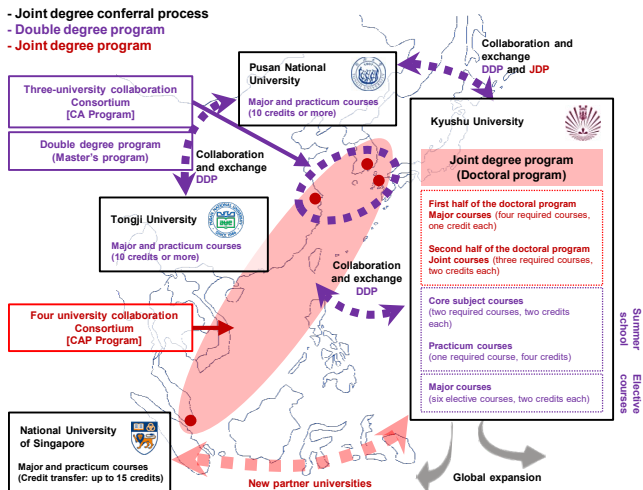 - Joint degree conferral process
- Double degree program
- Joint degree program
Pusan National
University
Major and practicum courses
(10 credits or more)
Collaboration and
exchange
DDP and JDP
Three-university collaboration
Consortium
[CA Program]
Double degree program
(Master's program)
Collaboration
and exchange
DDP
Tongji University
Major and practicum courses
(10 credits or more)
Kyushu University
Joint degree program
(Doctoral program)
First half of the doctoral program
Major courses (four required courses,
one credit each)
Second half of the doctoral program
Joint courses (three required courses,
two credits each)
Core subject courses
(two required courses, two credits
each)
Practicum courses
(one required course, four credits)
Summer
school
Major courses
(six elective courses, two credits each)
Elective
courses
Collaboration
and exchange
DDP
Four university collaboration
Consortium
[CAP Program]
National University
of Singapore
Major and practicum courses
(Credit transfer: up to 15 credits)
New partner universities
Global expansion